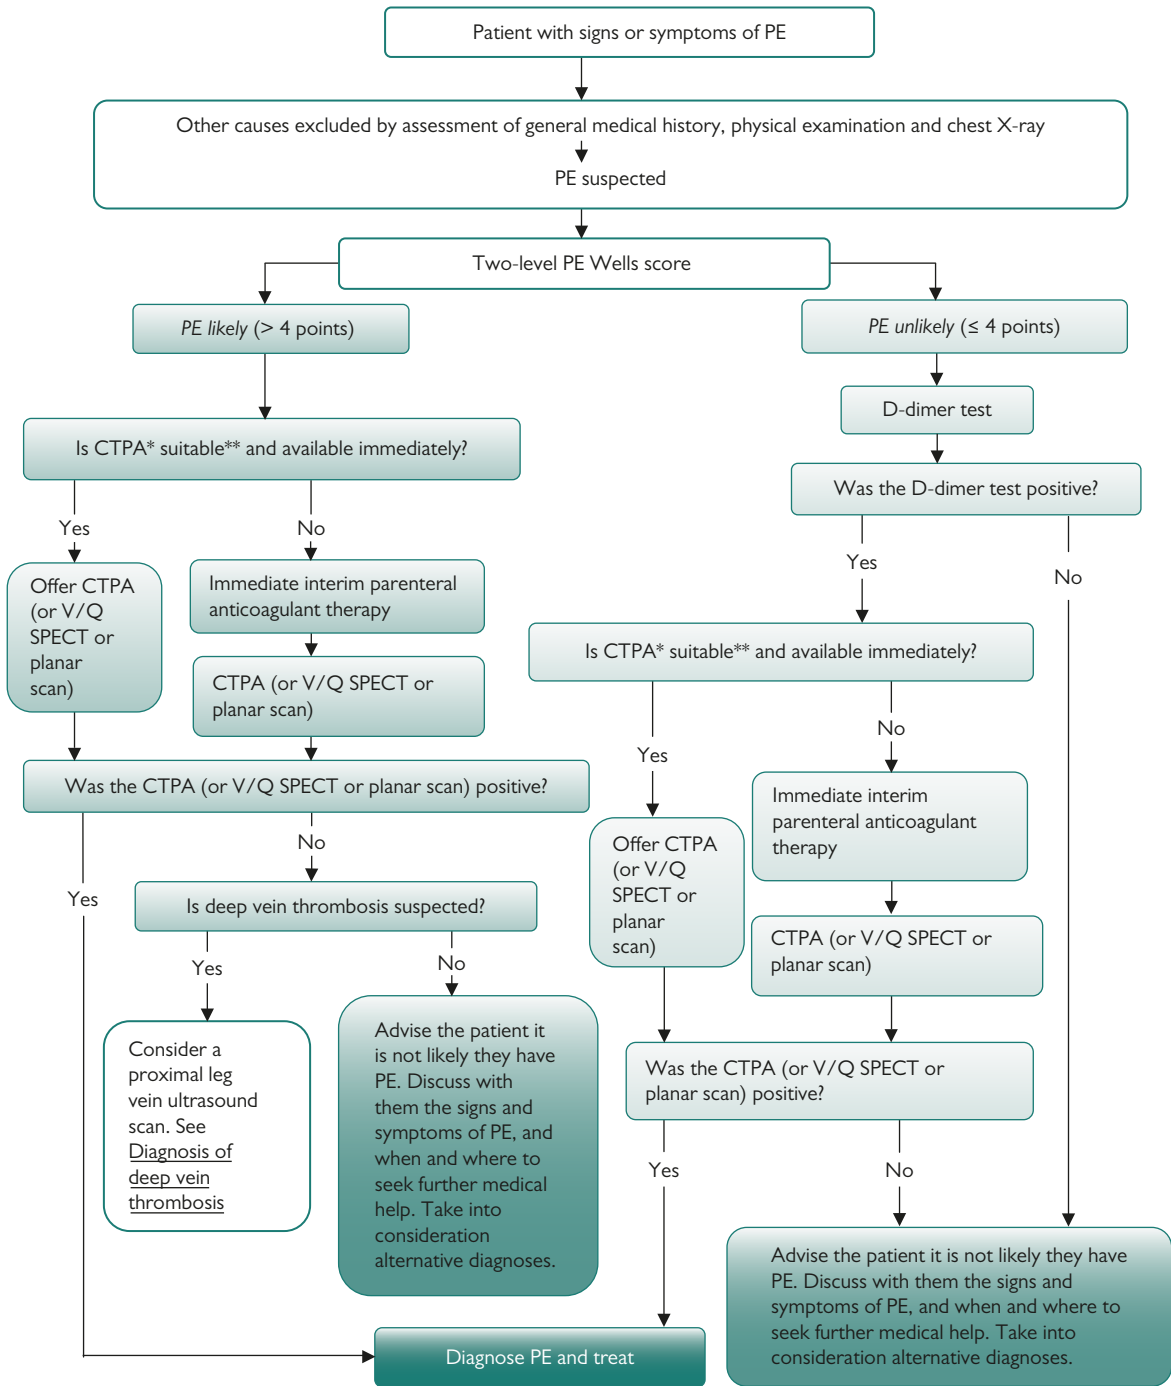 Patient with signs or symptoms of PE
Other causes excluded by assessment of general medical history, physical examination and chest X-ray
PE suspected
Two-level PE Wells score
PE likely (> 4 points)
Is CTPA* suitable** and available immediately?
Yes
No
Offer CTPA
(or V/Q
SPECT or
planar
scan)
Immediate interim parenteral
anticoagulant therapy
CTPA (or V/Q SPECT or
planar scan)
Was the CTPA (or V/Q SPECT or planar scan) positive?
Yes
No
Is deep vein thrombosis suspected?
Yes
No
Consider a
proximal leg
vein ultrasound
scan. See
Diagnosis of
deep vein
thrombosis
Advise the patient it
is not likely they have
PE. Discuss with
them the signs and
symptoms of PE, and
when and where to
seek further medical
help. Take into
consideration
alternative diagnoses.
PE unlikely (≤ 4 points)
D-dimer test
Was the D-dimer test positive?
Yes
No
Is CTPA* suitable** and available immediately?
Yes
No
Offer CTPA
(or V/Q
SPECT or
planar
scan)
Immediate interim
parenteral anticoagulant
therapy
CTPA (or V/Q SPECT or
planar scan)
Was the CTPA (or V/Q SPECT or
planar scan) positive?
Yes
No
Advise the patient it is not likely they have
PE. Discuss with them the signs and
symptoms of PE, and when and where to
seek further medical help. Take into
consideration alternative diagnoses.
Diagnose PE and treat